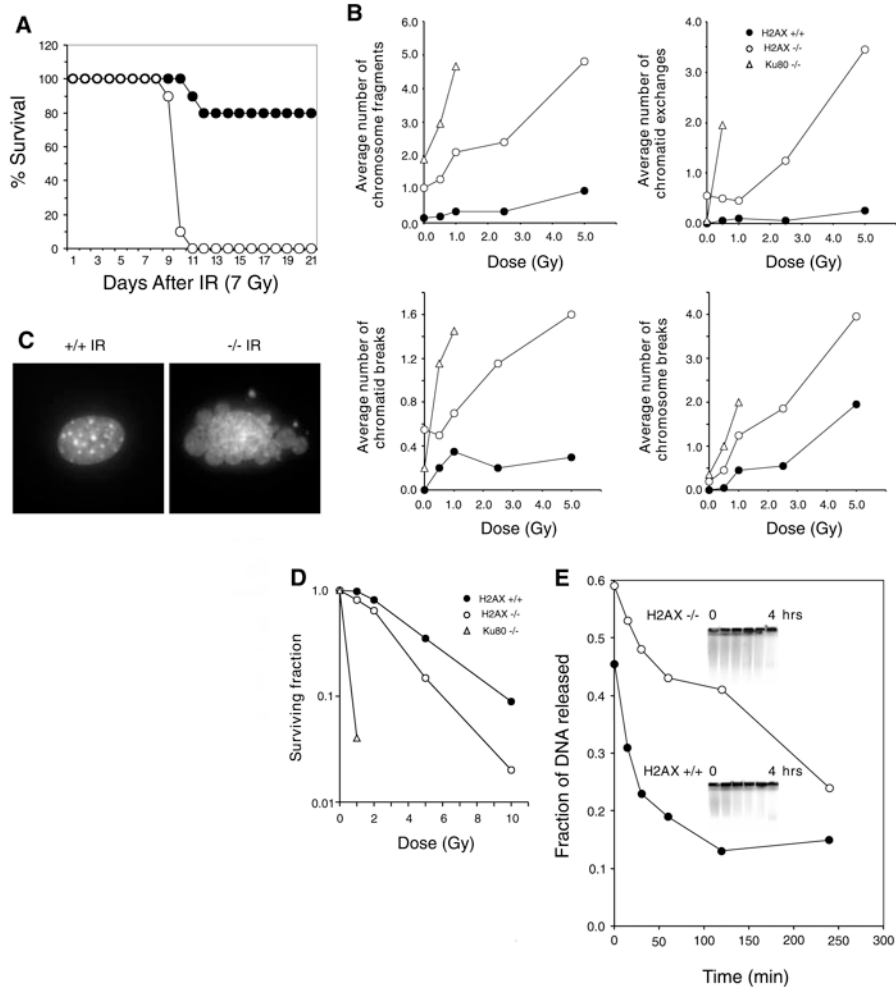 A
% Survival
120
100
80
60
40
20
0
1 3 5 7 9 11 13 15 17 19 21
Days After IR (7 Gy)
B
Average number of
chromosome fragments
6.0
5.0
4.0
3.0
2.0
1.0
0.0
0.0 1.0 2.0 3.0 4.0 5.0
Dose (Gy)
Average number of
chromatid exchanges
4.0
3.5
3.0
2.5
2.0
1.5
1.0
0.5
0.0
0.0 1.0 2.0 3.0 4.0 5.0
Dose (Gy)
H2AX +/+
H2AX -/-
Ku80 -/-
Average number of
chromatid breaks
1.6
1.2
0.8
0.4
0.0
0.0 1.0 2.0 3.0 4.0 5.0
Dose (Gy)
Average number of
chromosome breaks
4.0
3.0
2.0
1.0
0.0
0.0 1.0 2.0 3.0 4.0 5.0
Dose (Gy)
C
+/+ IR
-/- IR
D
Surviving fraction
1.0
0.1
0.01
0 2 4 6 8 10
Dose (Gy)
H2AX +/+
H2AX -/-
Ku80 -/-
E
Fraction of DNA released
0.6
0.5
0.4
0.3
0.2
0.1
0.0
0 50 100 150 200 250 300
Time (min)
H2AX -/-
0 4 hrs
H2AX +/+
0 4 hrs